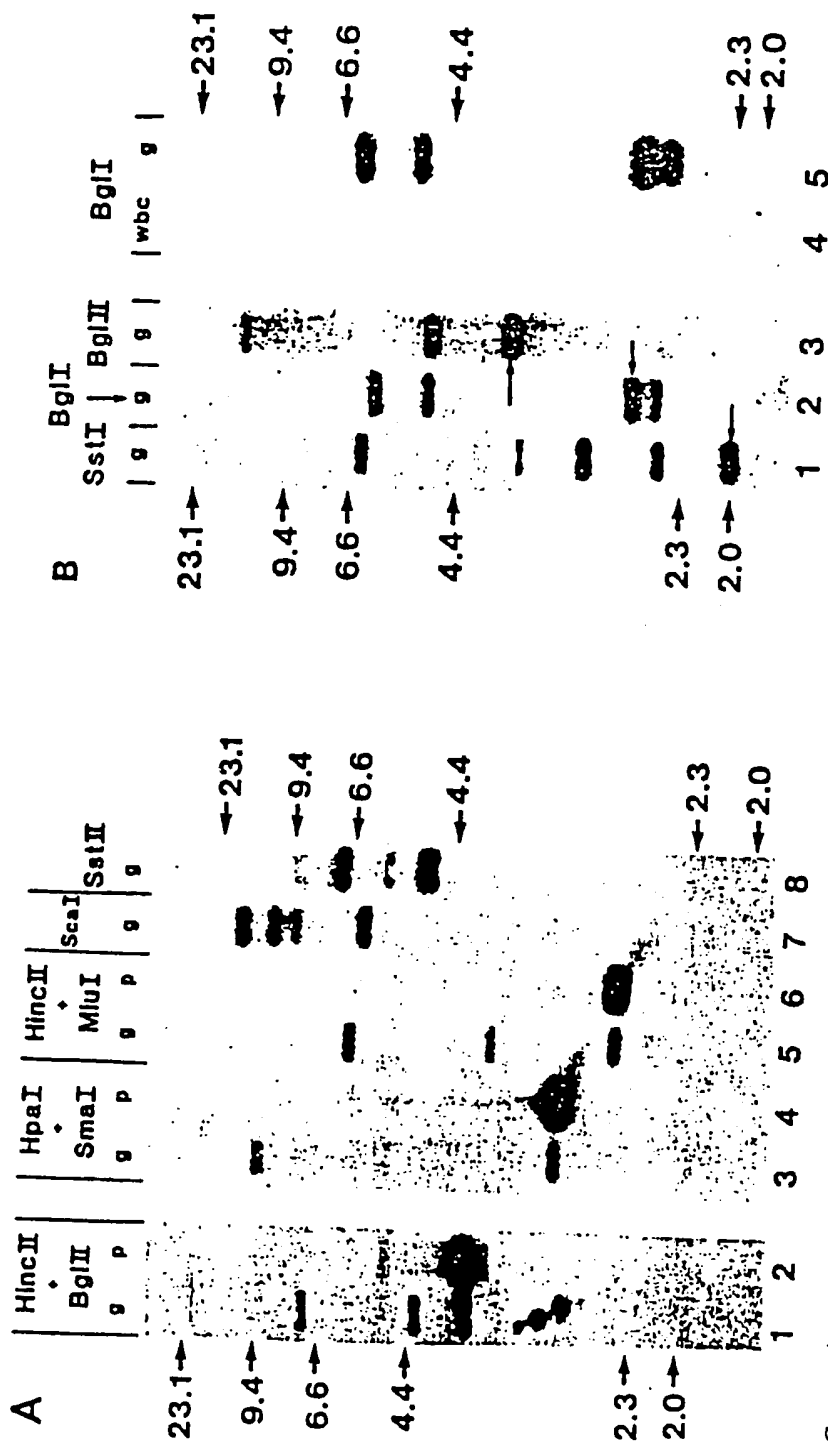 A
HincII HpaI HincII
+ + +
BglII SmaI MluI ScaI SstII
g p g p g p g g
23.1→
9.4→
6.6→
4.4→
2.3→
2.0→
←23.1
←9.4
←6.6
←4.4
←2.3
←2.0
1 2 3 4 5 6 7 8
B
BglI
SstI ↓ BglII BglI
g g g wbc g
23.1→
9.4→
6.6→
4.4→
2.3→
2.0→
←23.1
←9.4
←6.6
←4.4
←2.3
←2.0
1 2 3 4 5